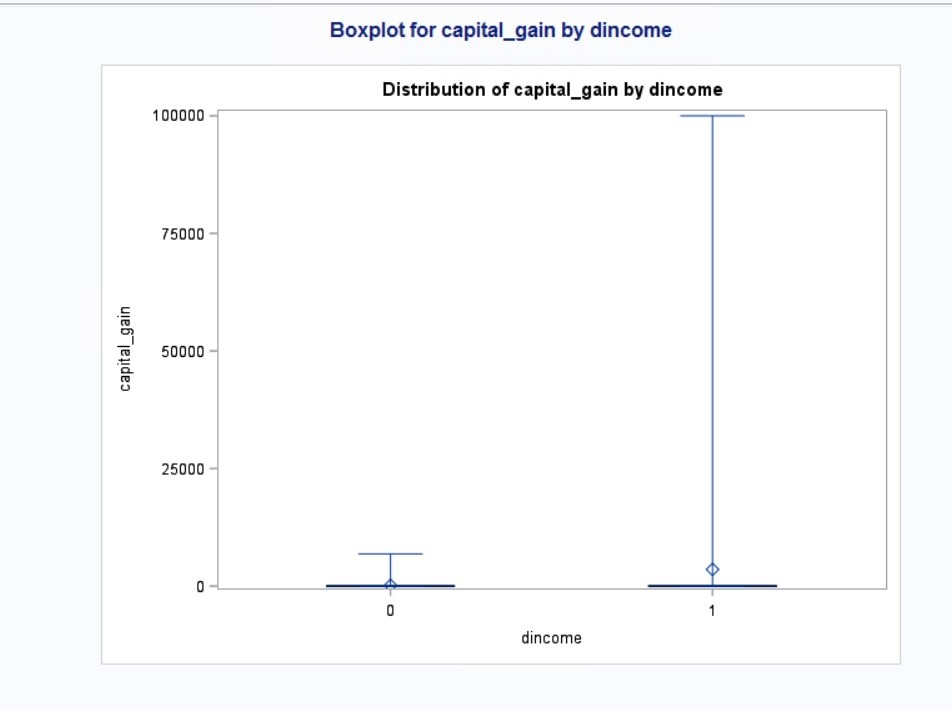 Boxplot for capital_gain by dincome
Distribution of capital_gain by dincome
100000
75000
50000
25000
0
capital_gain
0 1
dincome